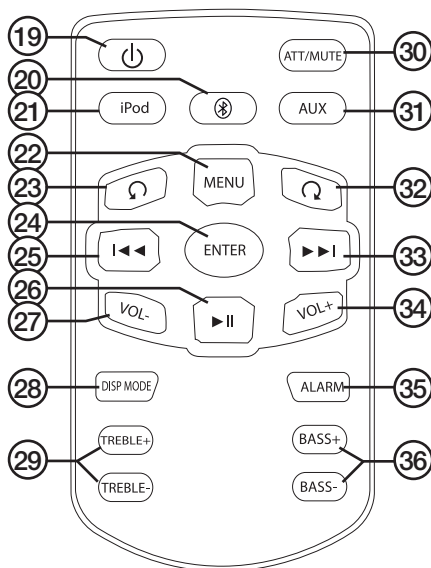 19
30
ATT/MUTE
20
21
iPod
AUX
31
22
MENU
23
32
24
ENTER
25
33
26
27
VOL-
VOL+
34
28
DISP MODE
ALARM
35
TREBLE+
BASS+
29
36
TREBLE-
BASS-